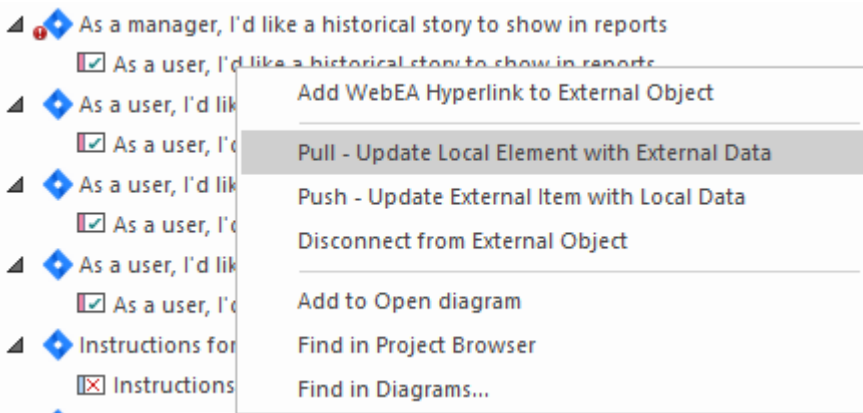 As a manager, I'd like a historical story to show in reports
As a user, I'd like a historical story to show in reports
As a user, I'd lik
As a user, I'd
As a user, I'd lik
As a user, I'd
As a user, I'd lik
As a user, I'd
Instructions for
Instructions
Add WebEA Hyperlink to External Object
Pull - Update Local Element with External Data
Push - Update External Item with Local Data
Disconnect from External Object
Add to Open diagram
Find in Project Browser
Find in Diagrams...